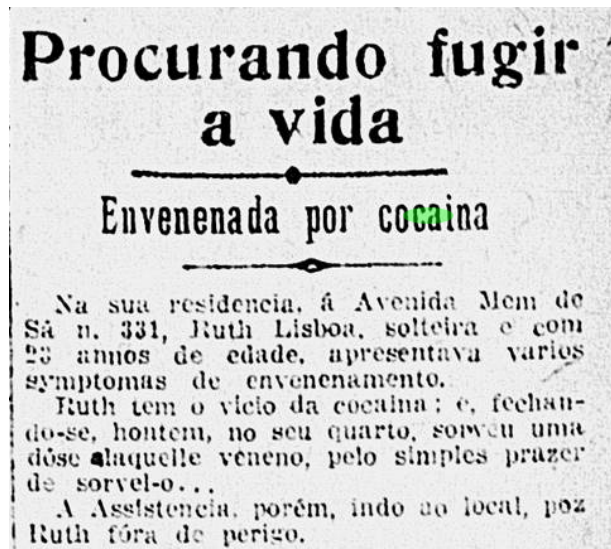 Procurando fugir
a vida
Envenenada por cocaina
Na sua residencia, á Avenida Mem de
Sá n. 331, Ruth Lisboa, solteira e com
23 annos de edade, apresentava varios
symptomas de envenenamento.
Ruth tem o vicio da cocaina; e, fechan-
do-se, hontem, no seu quarto, sorveu uma
dóse daquelle veneno, pelo simples prazer
de sorvel-o...
A Assistencia, porém, indo ao local, poz
Ruth fóra de perigo.